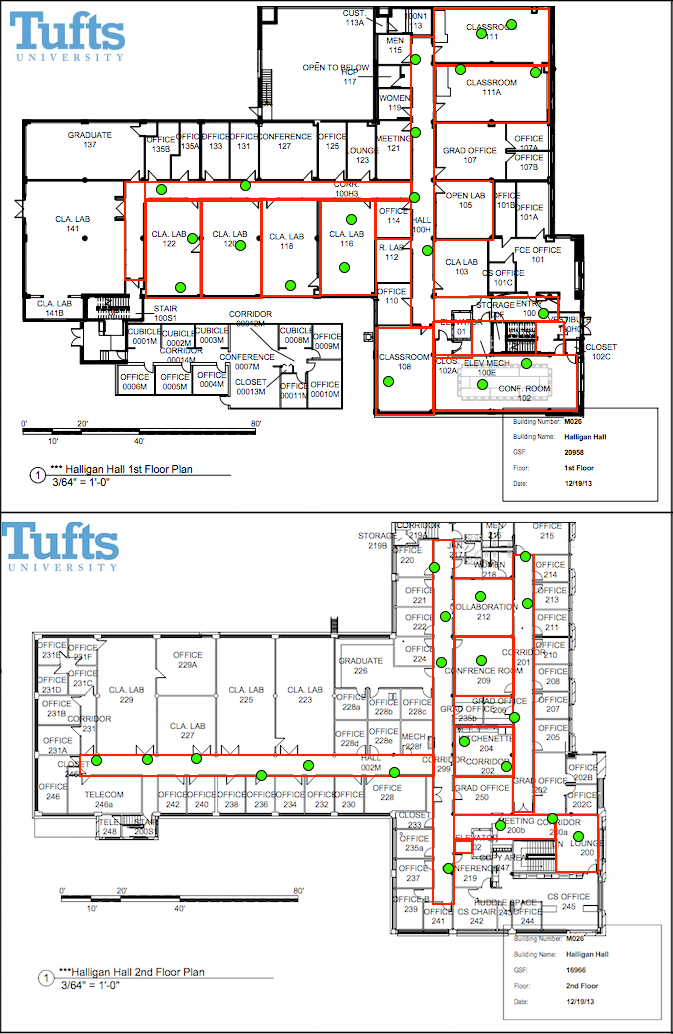 Tufts
UNIVERSITY
CUST.
113A
100N1
13
MEN
115
OPEN TO BELOW
HCP
117
WOMEN
119
CLASSROOM
111
CLASSROOM
111A
GRADUATE
137
OFFICE
135B
OFFICE
135A
OFFICE
133
OFFICE
131
CONFERENCE
127
OFFICE
125
LOUNGE
123
MEETING
121
GRAD OFFICE
107
OFFICE
107A
OFFICE
107B
CORR.
100H3
CLA. LAB
141
CLA. LAB
122
CLA. LAB
120
CLA. LAB
118
CLA. LAB
116
OFFICE
114
HALL
100H
OPEN LAB
105
OFFICE
101B
OFFICE
101A
R. LAB
112
CLA LAB
103
FCE OFFICE
101
CS OFFICE
101C
OFFICE
110
CLA. LAB
141B
STAIR
100S1
CORRIDOR
00012M
STORAGE
ENTRY
100
CUBICLE
0001M
CUBICLE
0002M
CUBICLE
0003M
CORRIDOR
00014M
CONFERENCE
0007M
CUBICLE
0008M
OFFICE
0009M
OFFICE
0006M
OFFICE
0005M
OFFICE
0004M
CLOSET
00013M
OFFICE
00011M
OFFICE
00010M
CLASSROOM
108
CLOS.
102A
ELEV MECH.
100E
CONF. ROOM
102
CLOSET
102C
0' 20' 80'
10' 40'
1 *** Halligan Hall 1st Floor Plan
3/64" = 1'-0"
Building Number: M026
Building Name: Halligan Hall
GSF: 20958
Floor: 1st Floor
Date: 12/19/13
Tufts
UNIVERSITY
CORRIDOR
219A
STORAGE
219B
OFFICE
220
JAN.
217
MEN
216
WOMEN
218
OFFICE
215
OFFICE
214
OFFICE
221
COLLABORATION
212
OFFICE
213
OFFICE
222
OFFICE
211
OFFICE
224
CONFRENCE ROOM
209
CORRIDOR
201
OFFICE
210
OFFICE
208
OFFICE
207
OFFICE
205
OFFICE
231E
OFFICE
231F
OFFICE
231D
OFFICE
231C
OFFICE
231B
CORRIDOR
231
OFFICE
231A
CLA. LAB
229
OFFICE
229A
CLA. LAB
227
CLA. LAB
225
CLA. LAB
223
GRADUATE
226
OFFICE
228a
OFFICE
228b
OFFICE
228c
OFFICE
228d
OFFICE
228e
MECH
228f
GRAD OFFICE
235b
GRAD OFFICE
206
KITCHENETTE
204
CORRIDOR
202
CLOSET
246
HALL
002M
CORRIDOR
299
OFFICE
246
TELECOM
246a
OFFICE
242
OFFICE
240
OFFICE
238
OFFICE
236
OFFICE
234
OFFICE
232
OFFICE
230
OFFICE
228
GRAD OFFICE
250
GRAD OFFICE
202
OFFICE
202B
OFFICE
202C
TELE
248
STAIR
200S1
CLOSET
233
MEETING
200b
CORRIDOR
200a
LOUNGE
200
OFFICE
235a
ELEVATOR
02
COPY AREA
247
OFFICE
237
CONFERENCE
219
OFFICE B
239
OFFICE
241
CS CHAIR
242
HUDDLE SPACE
243
OFFICE
244
CS OFFICE
245
0' 20' 80'
10' 40'
1 ***Halligan Hall 2nd Floor Plan
3/64" = 1'-0"
Building Number: M026
Building Name: Halligan Hall
GSF: 16966
Floor: 2nd Floor
Date: 12/19/13